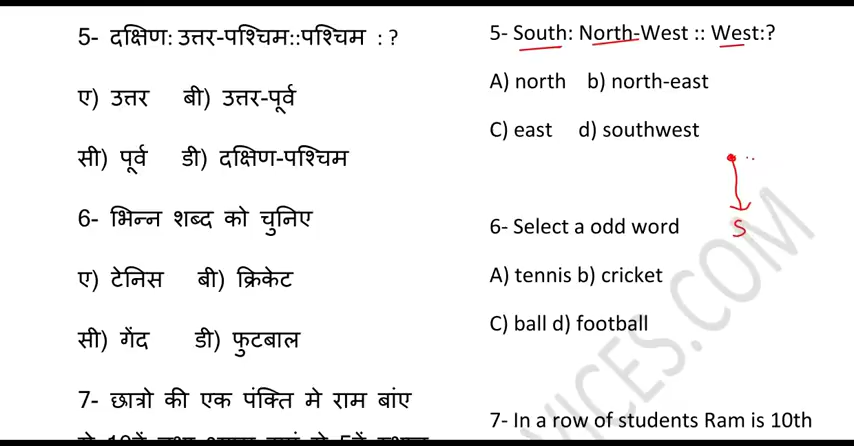 5- दक्षिण: उत्तर-पश्चिम::पश्चिम : ?
ए) उत्तर बी) उत्तर-पूर्व
सी) पूर्व डी) दक्षिण-पश्चिम
6- भिन्न शब्द को चुनिए
ए) टेनिस बी) क्रिकेट
सी) गेंद डी) फुटबाल
7- छात्रो की एक पंक्ति मे राम बांए
5- South: North-West :: West:?
A) north b) north-east
C) east d) southwest
S
6- Select a odd word
A) tennis b) cricket
C) ball d) football
7- In a row of students Ram is 10th
VICES.COM